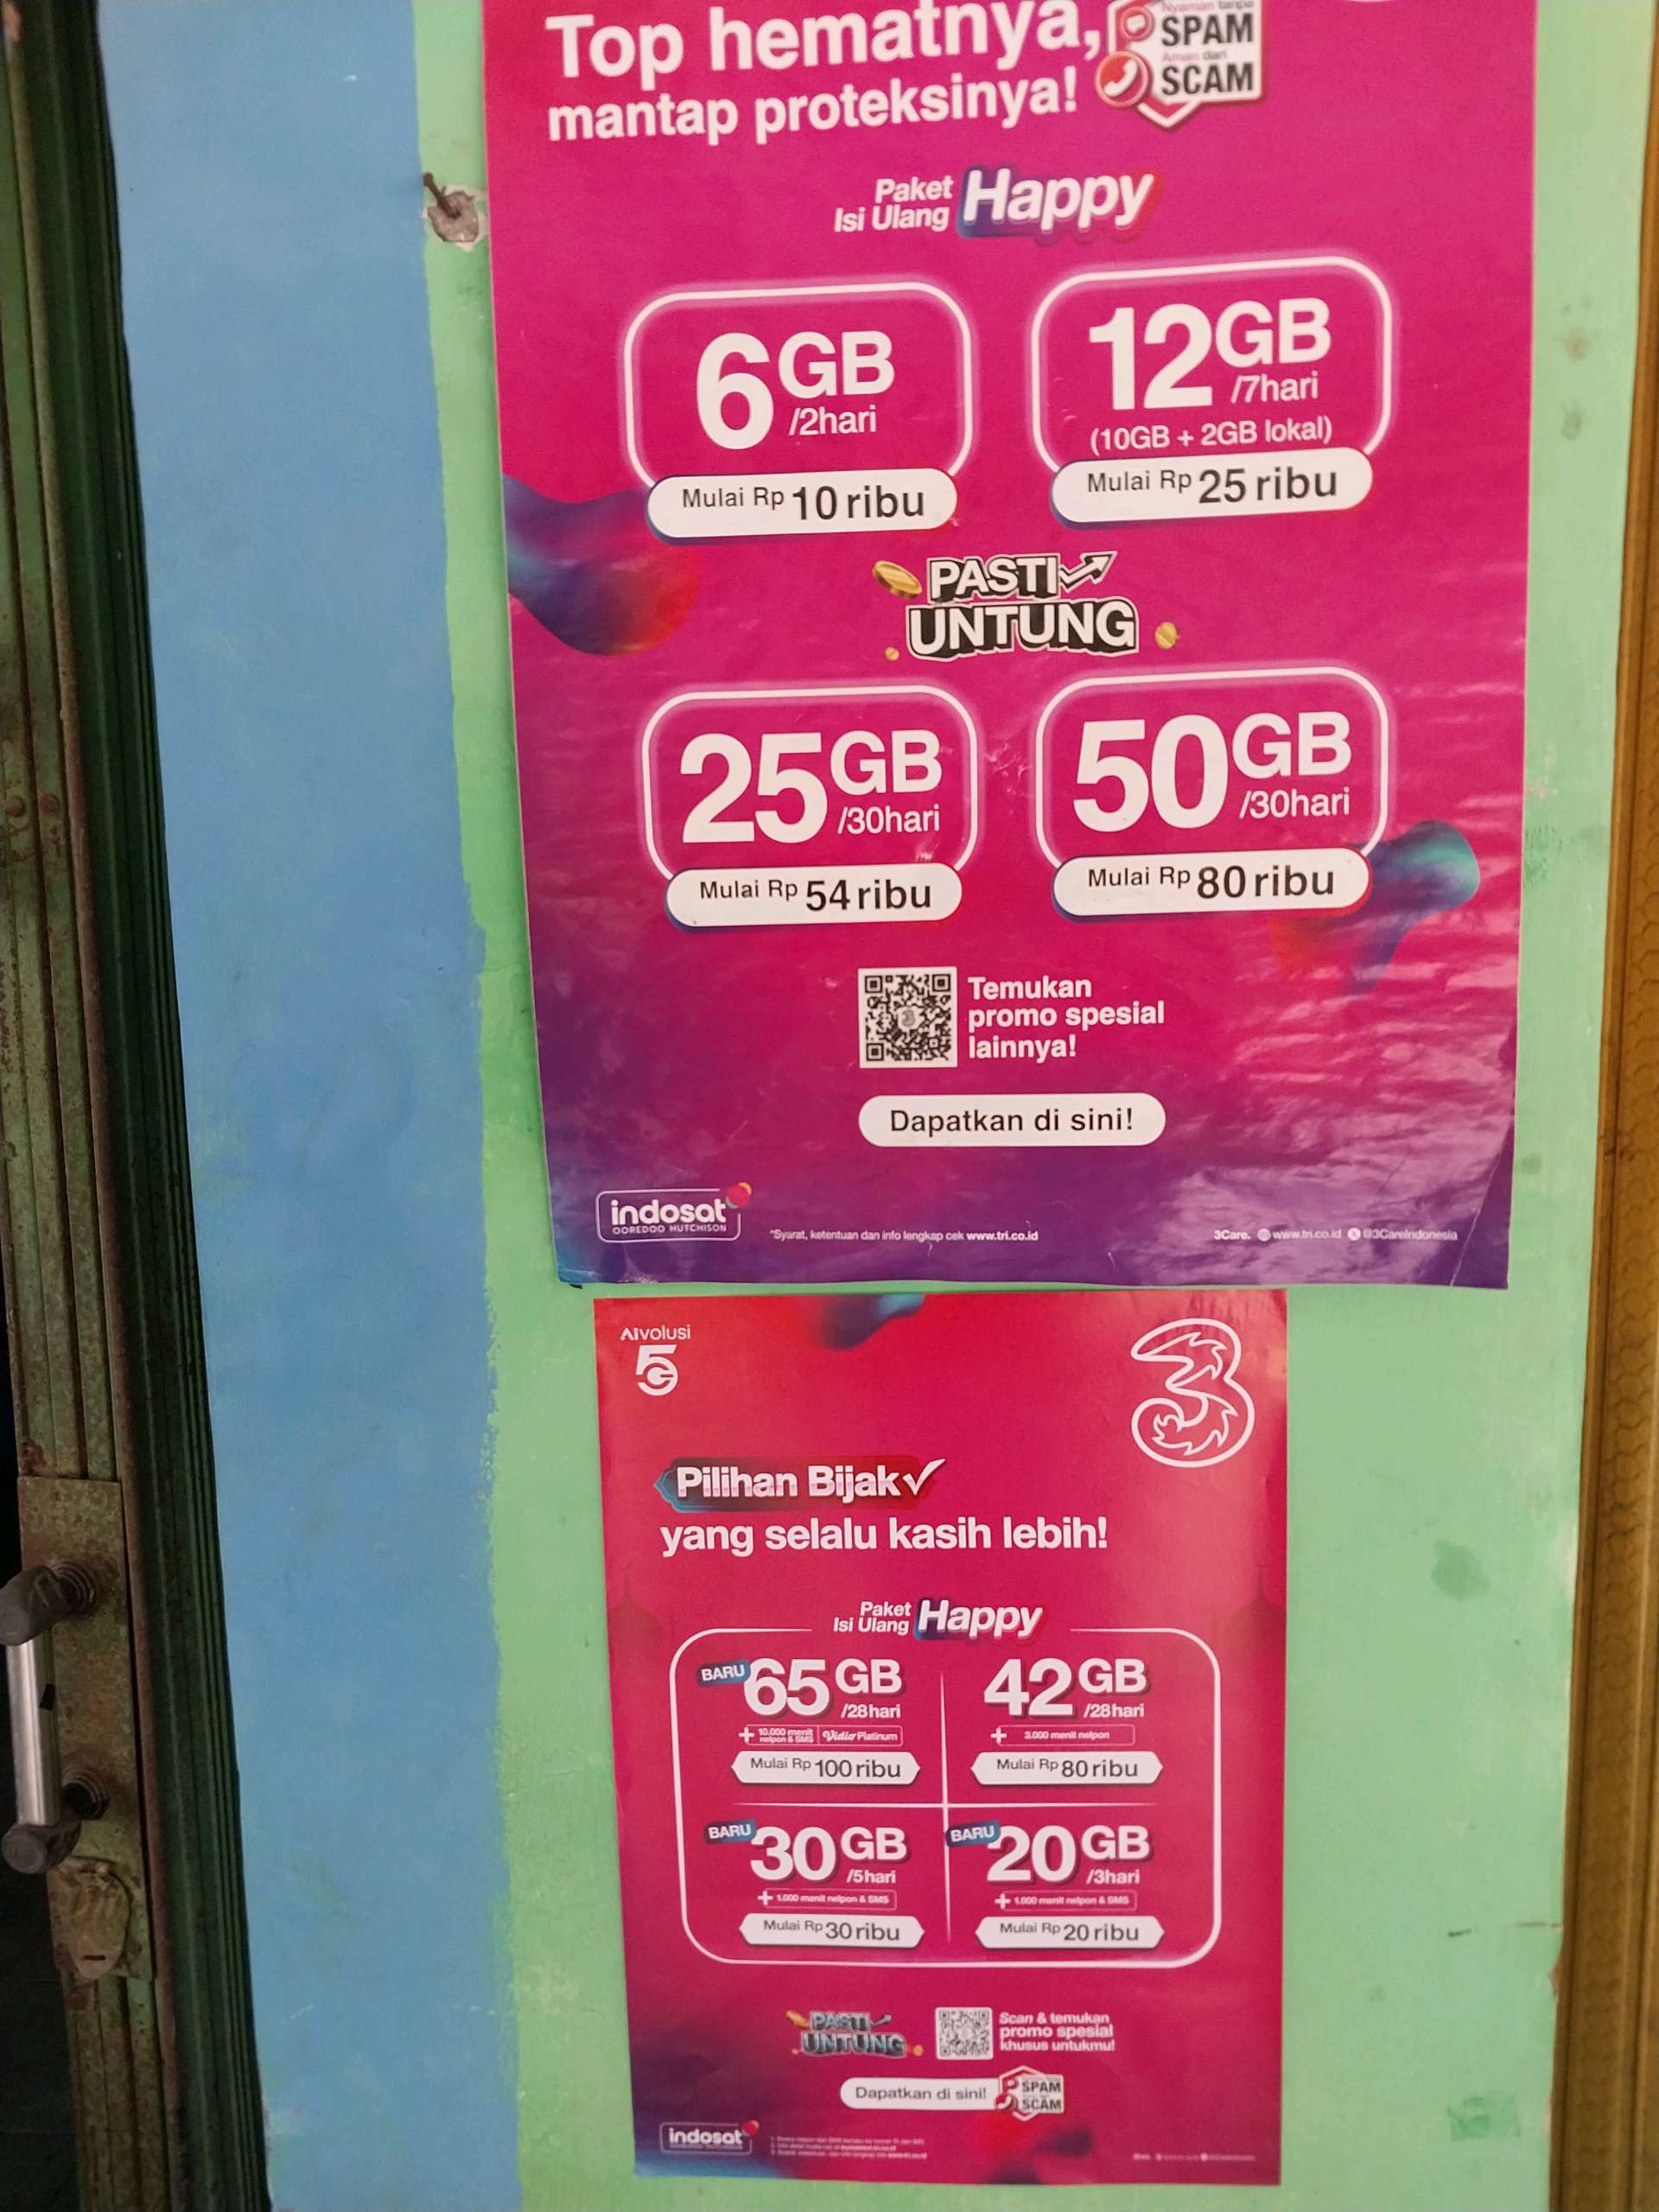 Top hematnya,
mantap proteksinya!
Nyaman tanpa
SPAM
Aman dari
SCAM
Paket
Isi Ulang Happy
6GB
/2hari
Mulai Rp 10 ribu
12GB
/7hari
(10GB + 2GB lokal)
Mulai Rp 25 ribu
PASTI
UNTUNG
25GB
/30hari
Mulai Rp 54 ribu
50GB
/30hari
Mulai Rp 80 ribu
Temukan
promo spesial
lainnya!
Dapatkan di sini!
indosat
OOREDOO HUTCHISON
*Syarat, ketentuan dan info lengkap cek www.tri.co.id
3Care. www.tri.co.id @3CareIndonesia
AIvolusi
5G
3
Pilihan Bijak
yang selalu kasih lebih!
Paket
Isi Ulang Happy
BARU 65GB
/28hari
+ 10.000 menit
nelpon & SMS
Vidio Platinum
Mulai Rp 100 ribu
42GB
/28hari
+ 3.000 menit nelpon
Mulai Rp 80 ribu
BARU 30GB
/5hari
+ 1.000 menit nelpon & SMS
Mulai Rp 30 ribu
BARU 20GB
/3hari
+ 1.000 menit nelpon & SMS
Mulai Rp 20 ribu
PASTI
UNTUNG
Scan & temukan
promo spesial
khusus untukmu!
Dapatkan di sini!
SPAM
SCAM
indosat
OOREDOO HUTCHISON